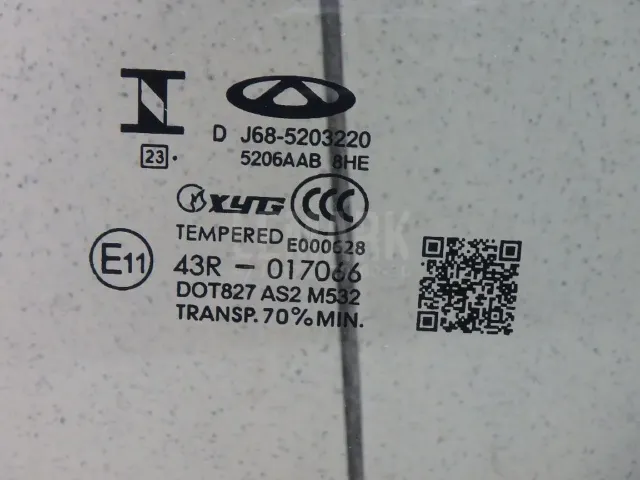 N
D J68-5203220
23.
5206AAB 8HE
XYG
CCC
TEMPERED E000628
E11
43R - 017066
DOT827 AS2 M532
TRANSP. 70% MIN.